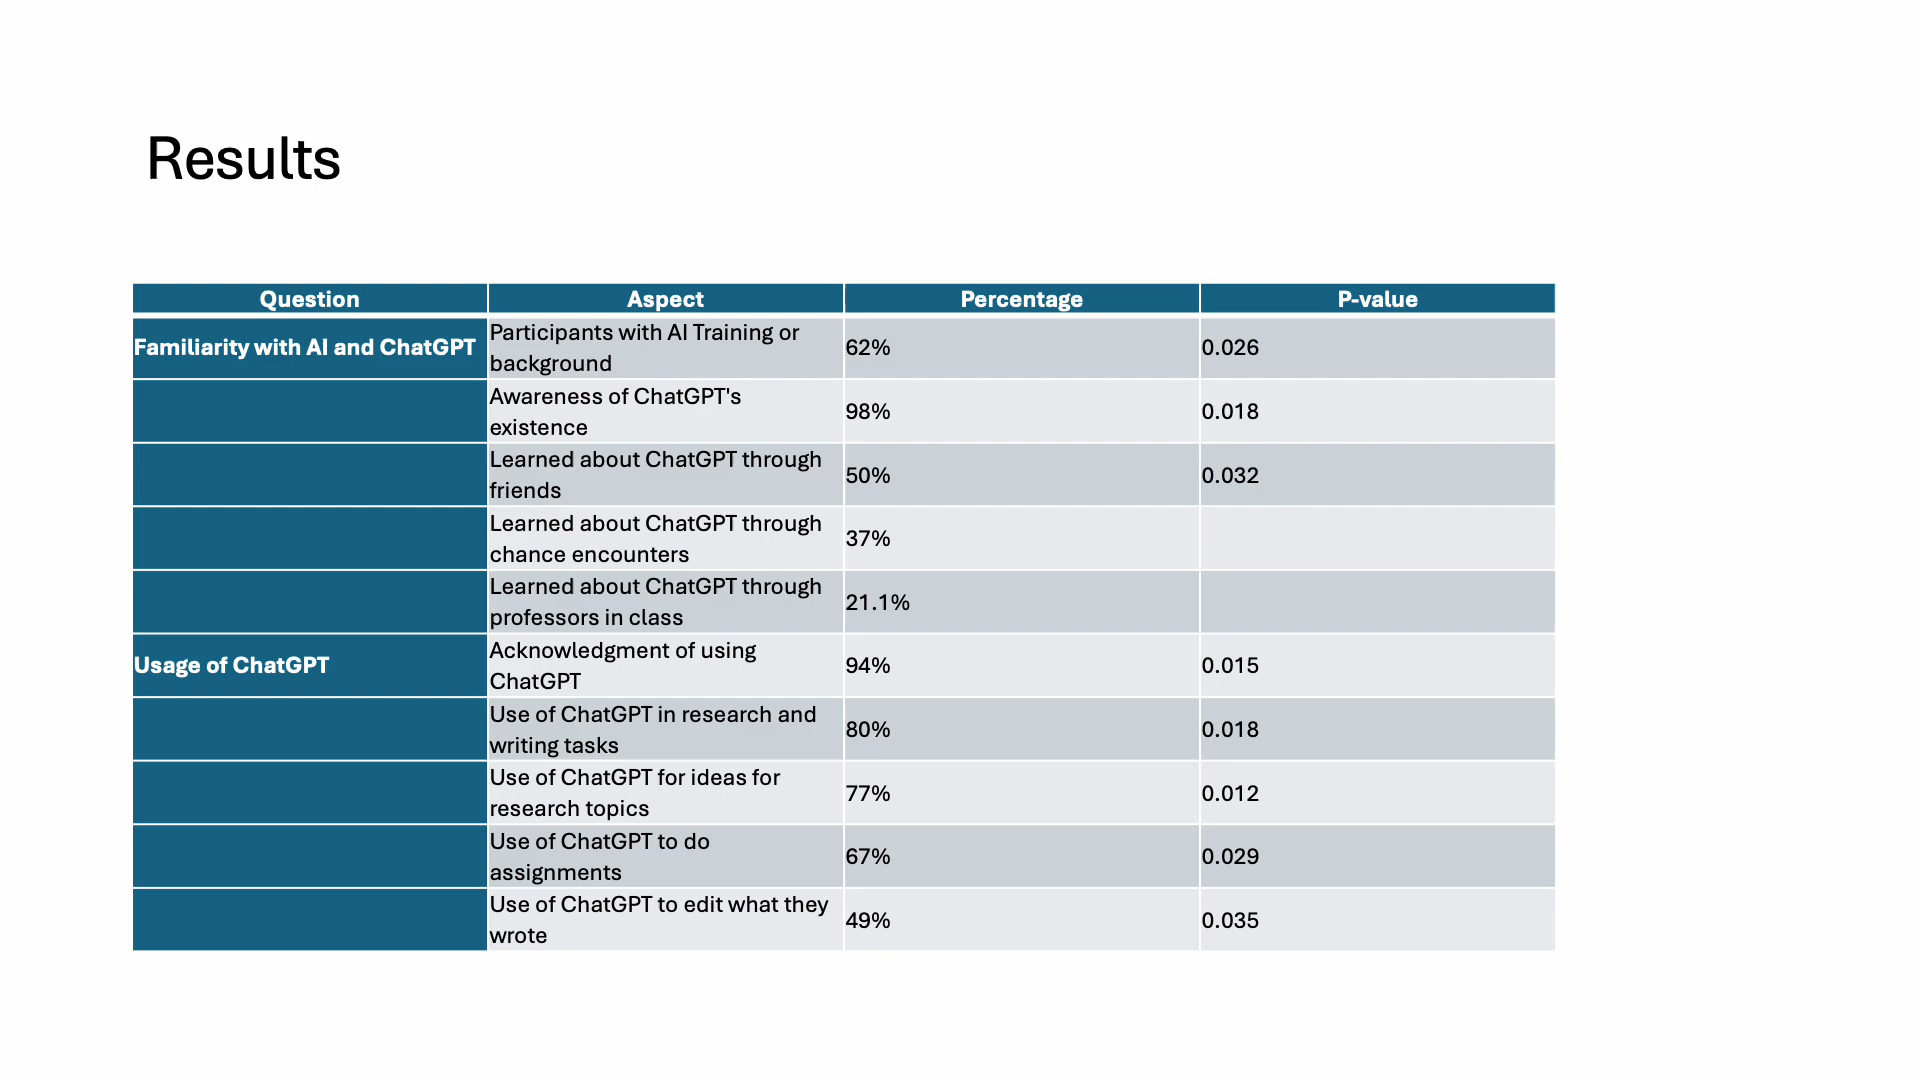 Results
Question Aspect Percentage P-value
Familiarity with AI and ChatGPT Participants with AI Training or
background 62% 0.026
Awareness of ChatGPT's
existence 98% 0.018
Learned about ChatGPT through
friends 50% 0.032
Learned about ChatGPT through
chance encounters 37%
Learned about ChatGPT through
professors in class 21.1%
Usage of ChatGPT Acknowledgment of using
ChatGPT 94% 0.015
Use of ChatGPT in research and
writing tasks 80% 0.018
Use of ChatGPT for ideas for
research topics 77% 0.012
Use of ChatGPT to do
assignments 67% 0.029
Use of ChatGPT to edit what they
wrote 49% 0.035